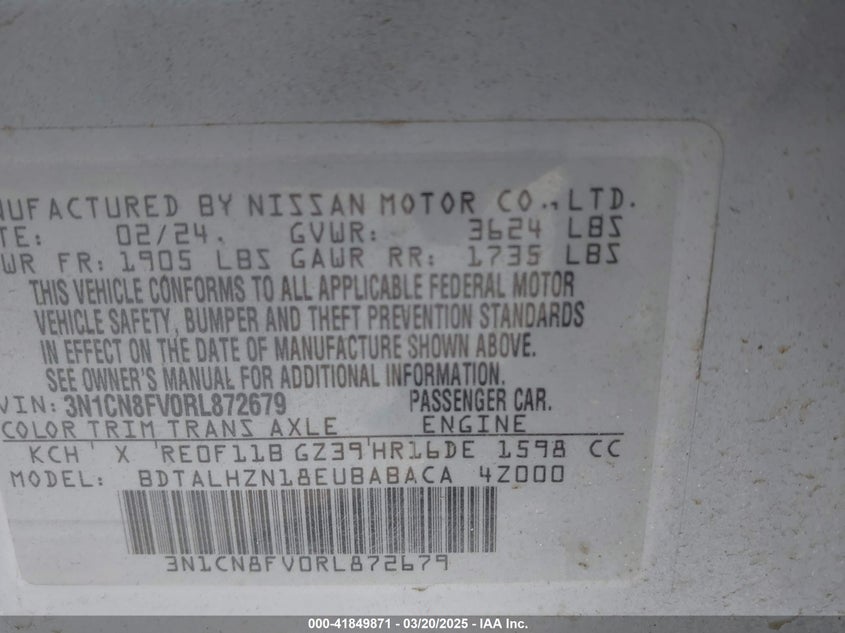 NUFACTURED BY NISSAN MOTOR CO., LTD.
TE: 02/24. GVWR: 3624 LBS
WR FR: 1905 LBS GAWR RR: 1735 LBS
THIS VEHICLE CONFORMS TO ALL APPLICABLE FEDERAL MOTOR
VEHICLE SAFETY, BUMPER AND THEFT PREVENTION STANDARDS
IN EFFECT ON THE DATE OF MANUFACTURE SHOWN ABOVE.
SEE OWNER'S MANUAL FOR ADDITIONAL INFORMATION.
VIN: 3N1CN8FV0RL872679 PASSENGER CAR.
COLOR TRIM TRANS AXLE ENGINE
KCH X RE0F11B GZ39 HR16DE 1598 CC
MODEL: BDTALHZN18EUBABACA 4Z000
3N1CN8FV0RL872679
000-41849871 — 03/20/2025 — IAA Inc.